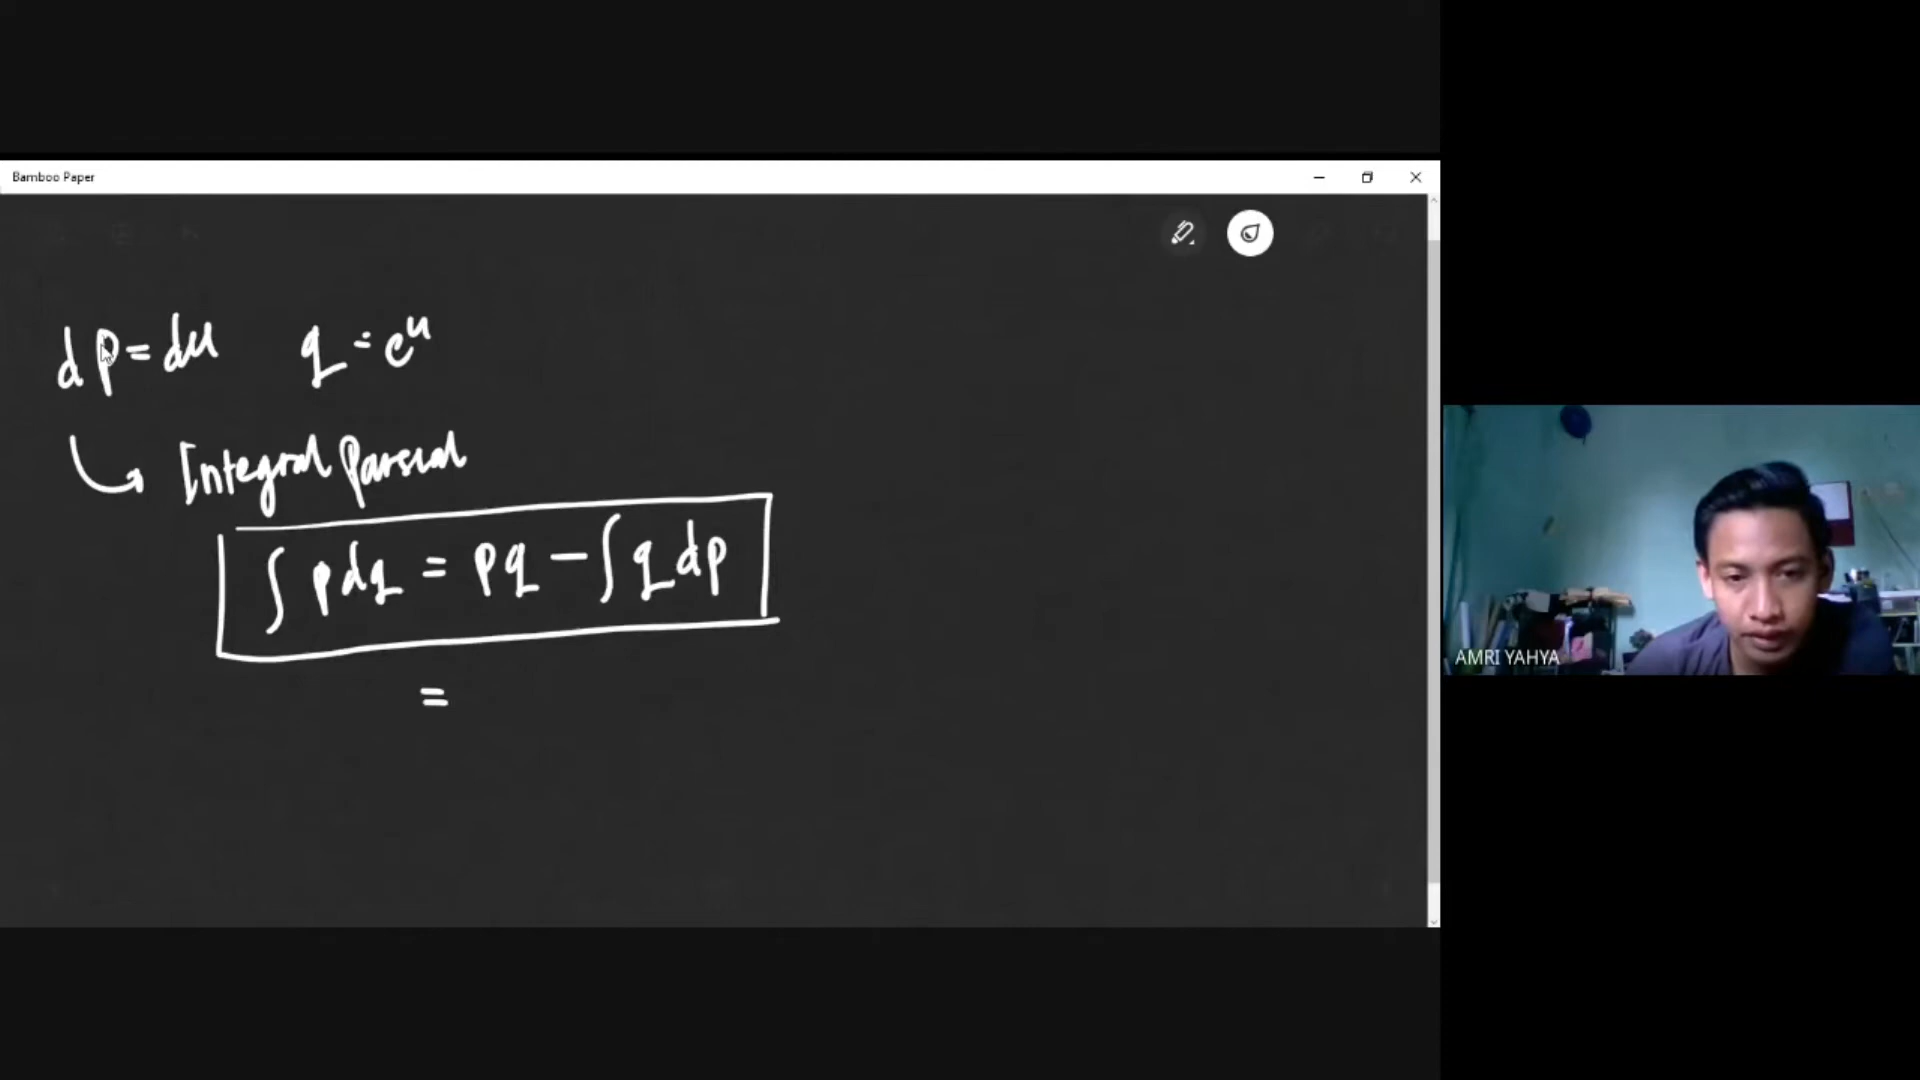 Bamboo Paper
dp = du q = e^u
↳ Integral Parsial
∫ p dq = pq − ∫ q dp
=
AMRI YAHYA